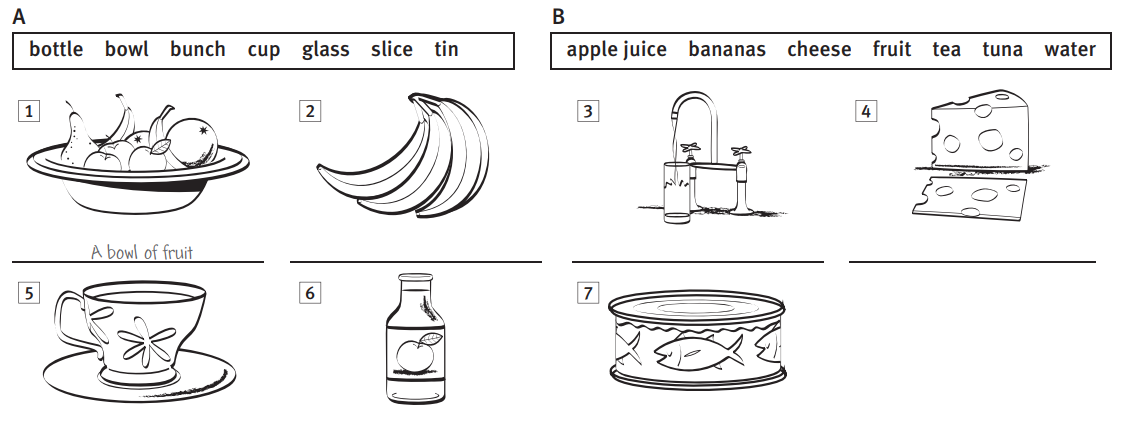 A
bottle bowl bunch cup glass slice tin
B
apple juice bananas cheese fruit tea tuna water
1
2
3
4
A bowl of fruit
5
6
7